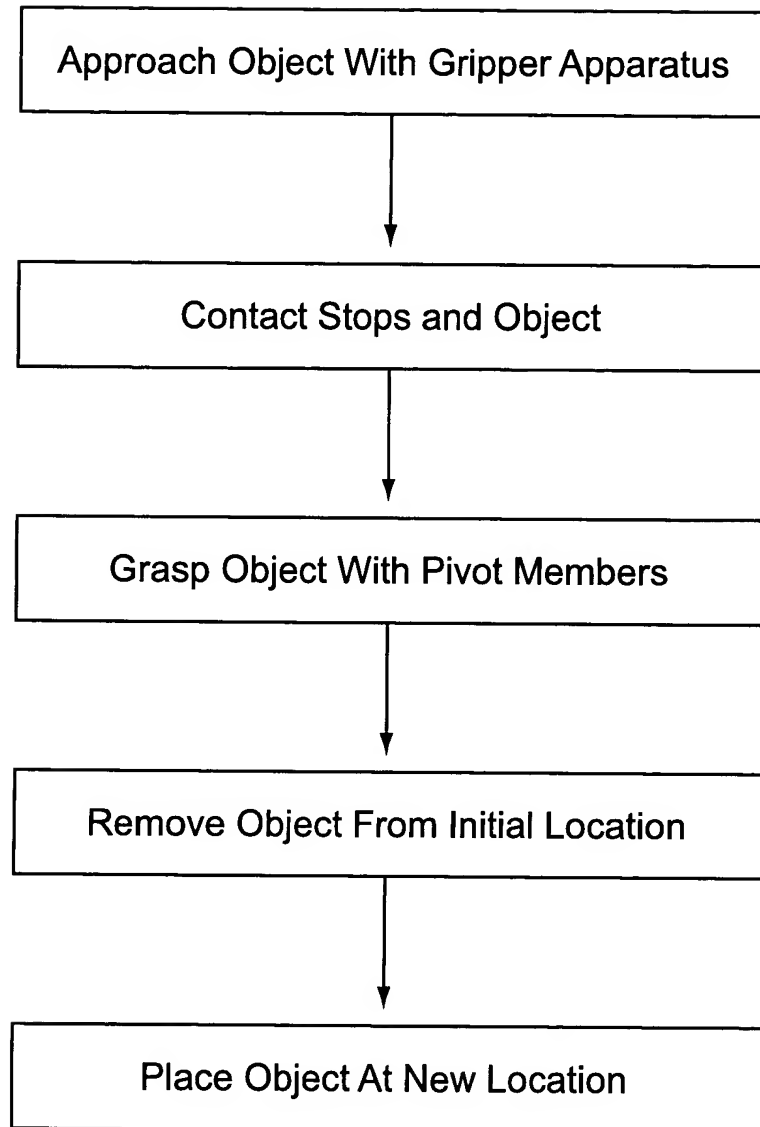 Approach Object With Gripper Apparatus
Contact Stops and Object
Grasp Object With Pivot Members
Remove Object From Initial Location
Place Object At New Location